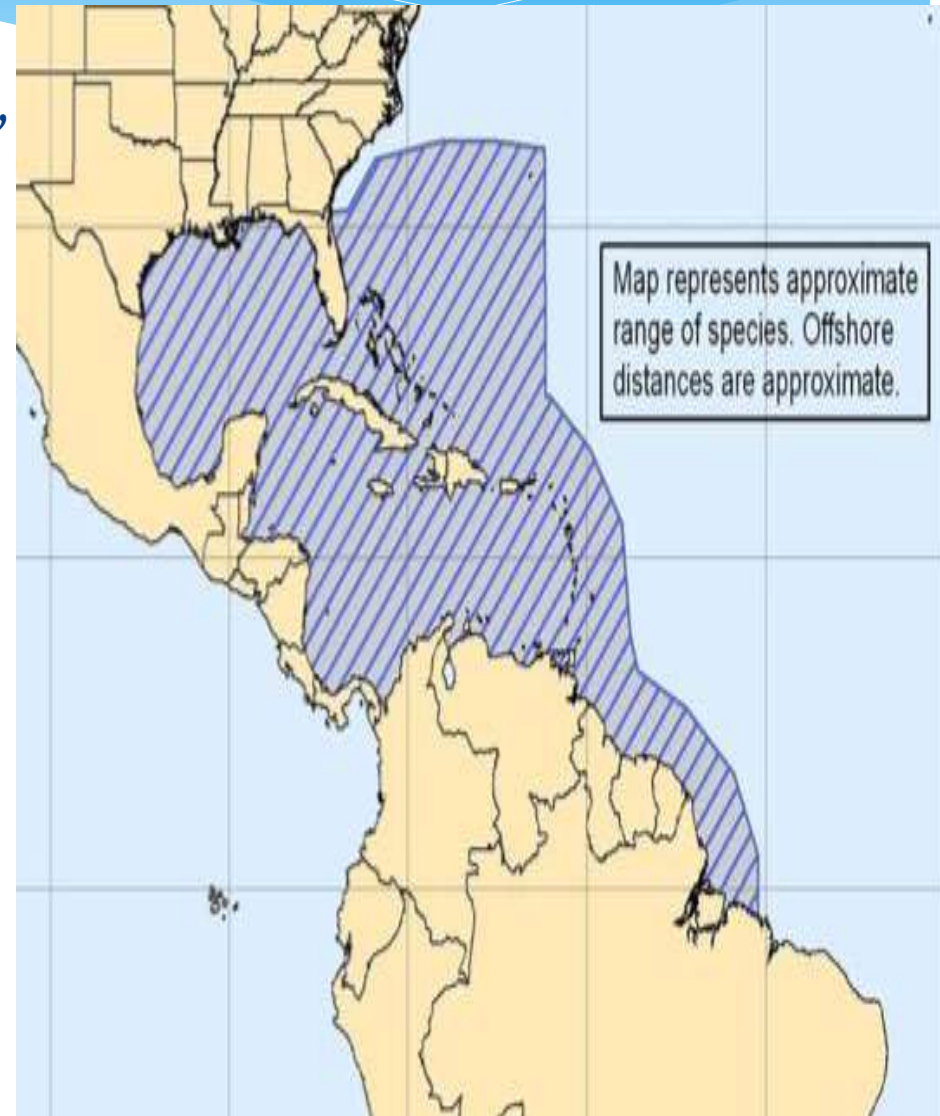 ,
Map represents approximate
range of species. Offshore
distances are approximate.